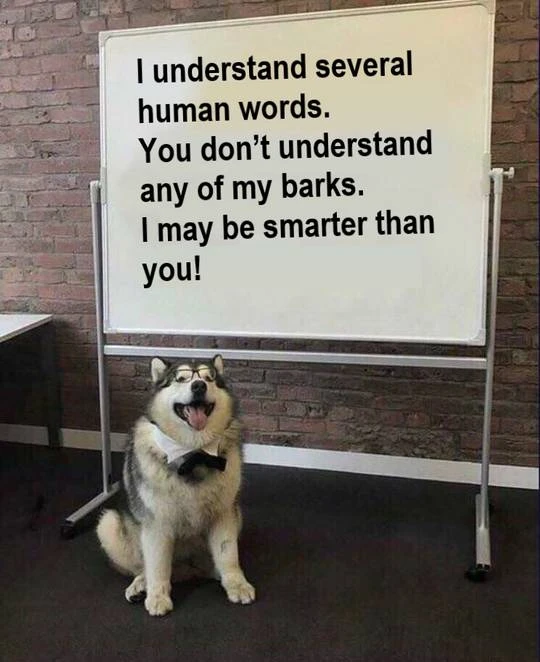 I understand several
human words.
You don’t understand
any of my barks.
I may be smarter than
you!